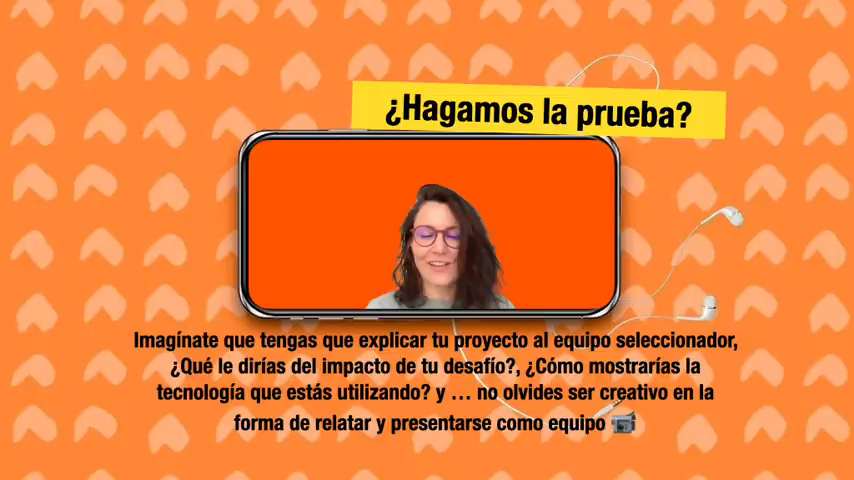 ¿Hagamos la prueba?
Imagínate que tengas que explicar tu proyecto al equipo seleccionador,
¿Qué le dirías del impacto de tu desafío?, ¿Cómo mostrarías la
tecnología que estás utilizando? y … no olvides ser creativo en la
forma de relatar y presentarse como equipo